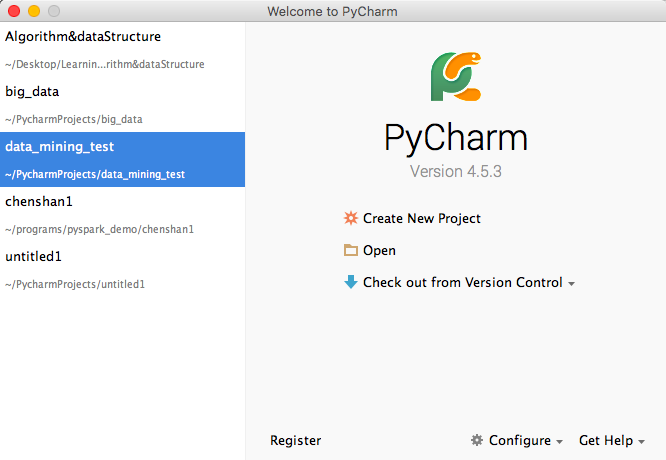 Welcome to PyCharm
Algorithm&dataStructure
~/Desktop/Learnin...rithm&dataStructure
big_data
~/PycharmProjects/big_data
data_mining_test
~/PycharmProjects/data_mining_test
chenshan1
~/programs/pyspark_demo/chenshan1
untitled1
~/PycharmProjects/untitled1
PyCharm
Version 4.5.3
Create New Project
Open
Check out from Version Control
Register
Configure
Get Help